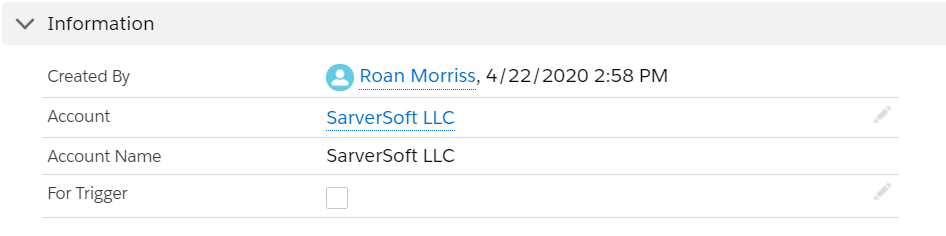 Information
Created By Roan Morriss, 4/22/2020 2:58 PM
Account SarverSoft LLC
Account Name SarverSoft LLC
For Trigger